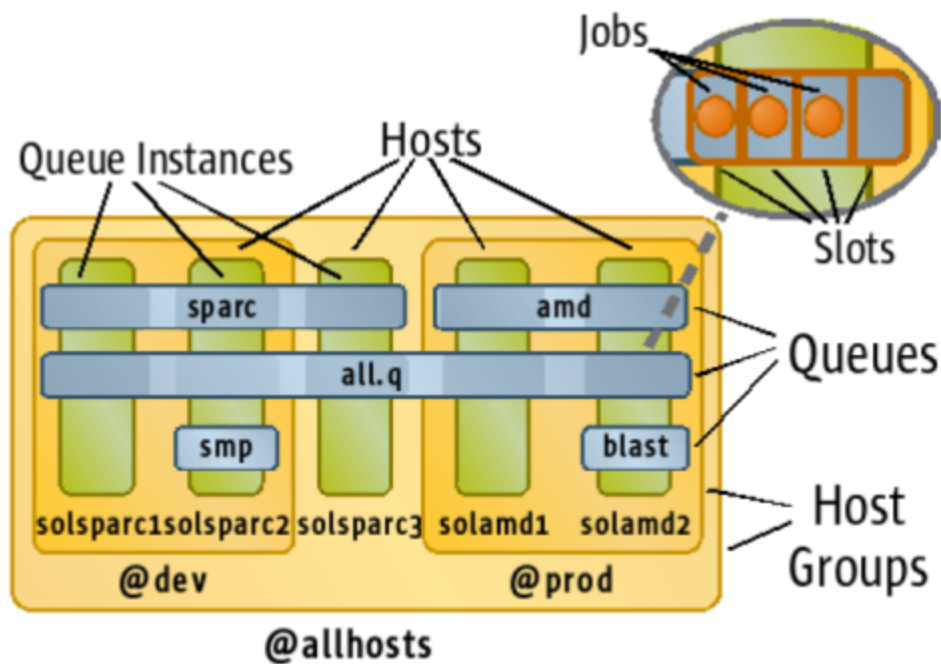 Jobs
Queue Instances
Hosts
Slots
sparc
amd
Queues
all.q
smp
blast
solsparc1 solsparc2 solsparc3 solamd1 solamd2
Host
Groups
@dev
@prod
@allhosts